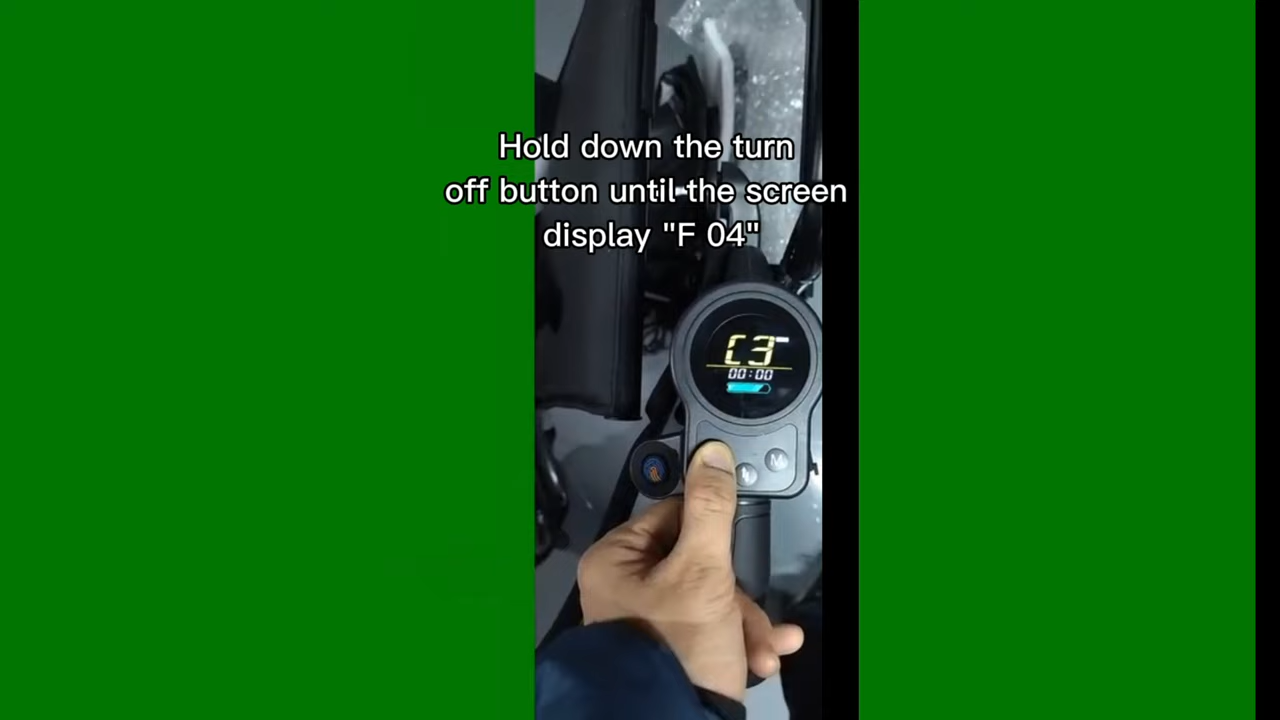 Hold down the turn
off button until the screen
display "F 04"
C3
00:00
M